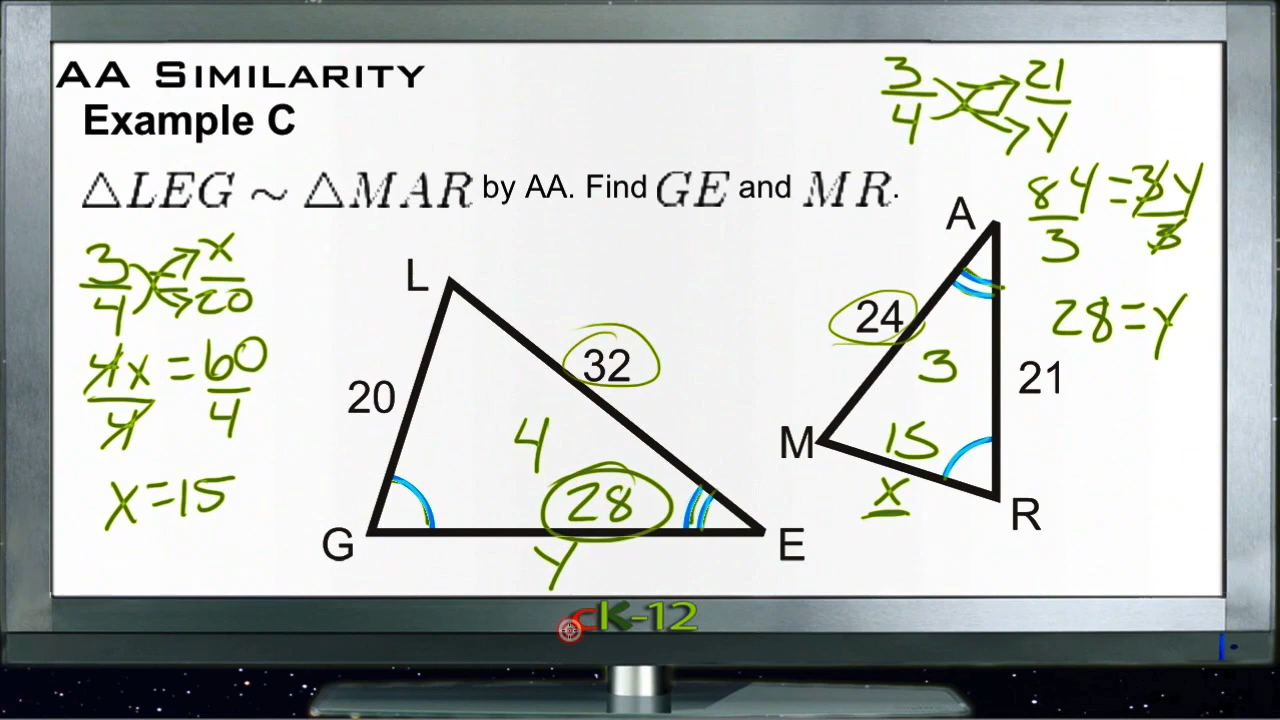 AA SIMILARITY
Example C
△LEG ~ △MAR by AA. Find GE and MR.
3/4 = x/20
4x/4 = 60/4
x=15
3/4 = 21/y
84/3 = 3y/3
28=y
L
20
32
4
28
y
G
E
A
24
3
21
M
15
x
R
cK-12